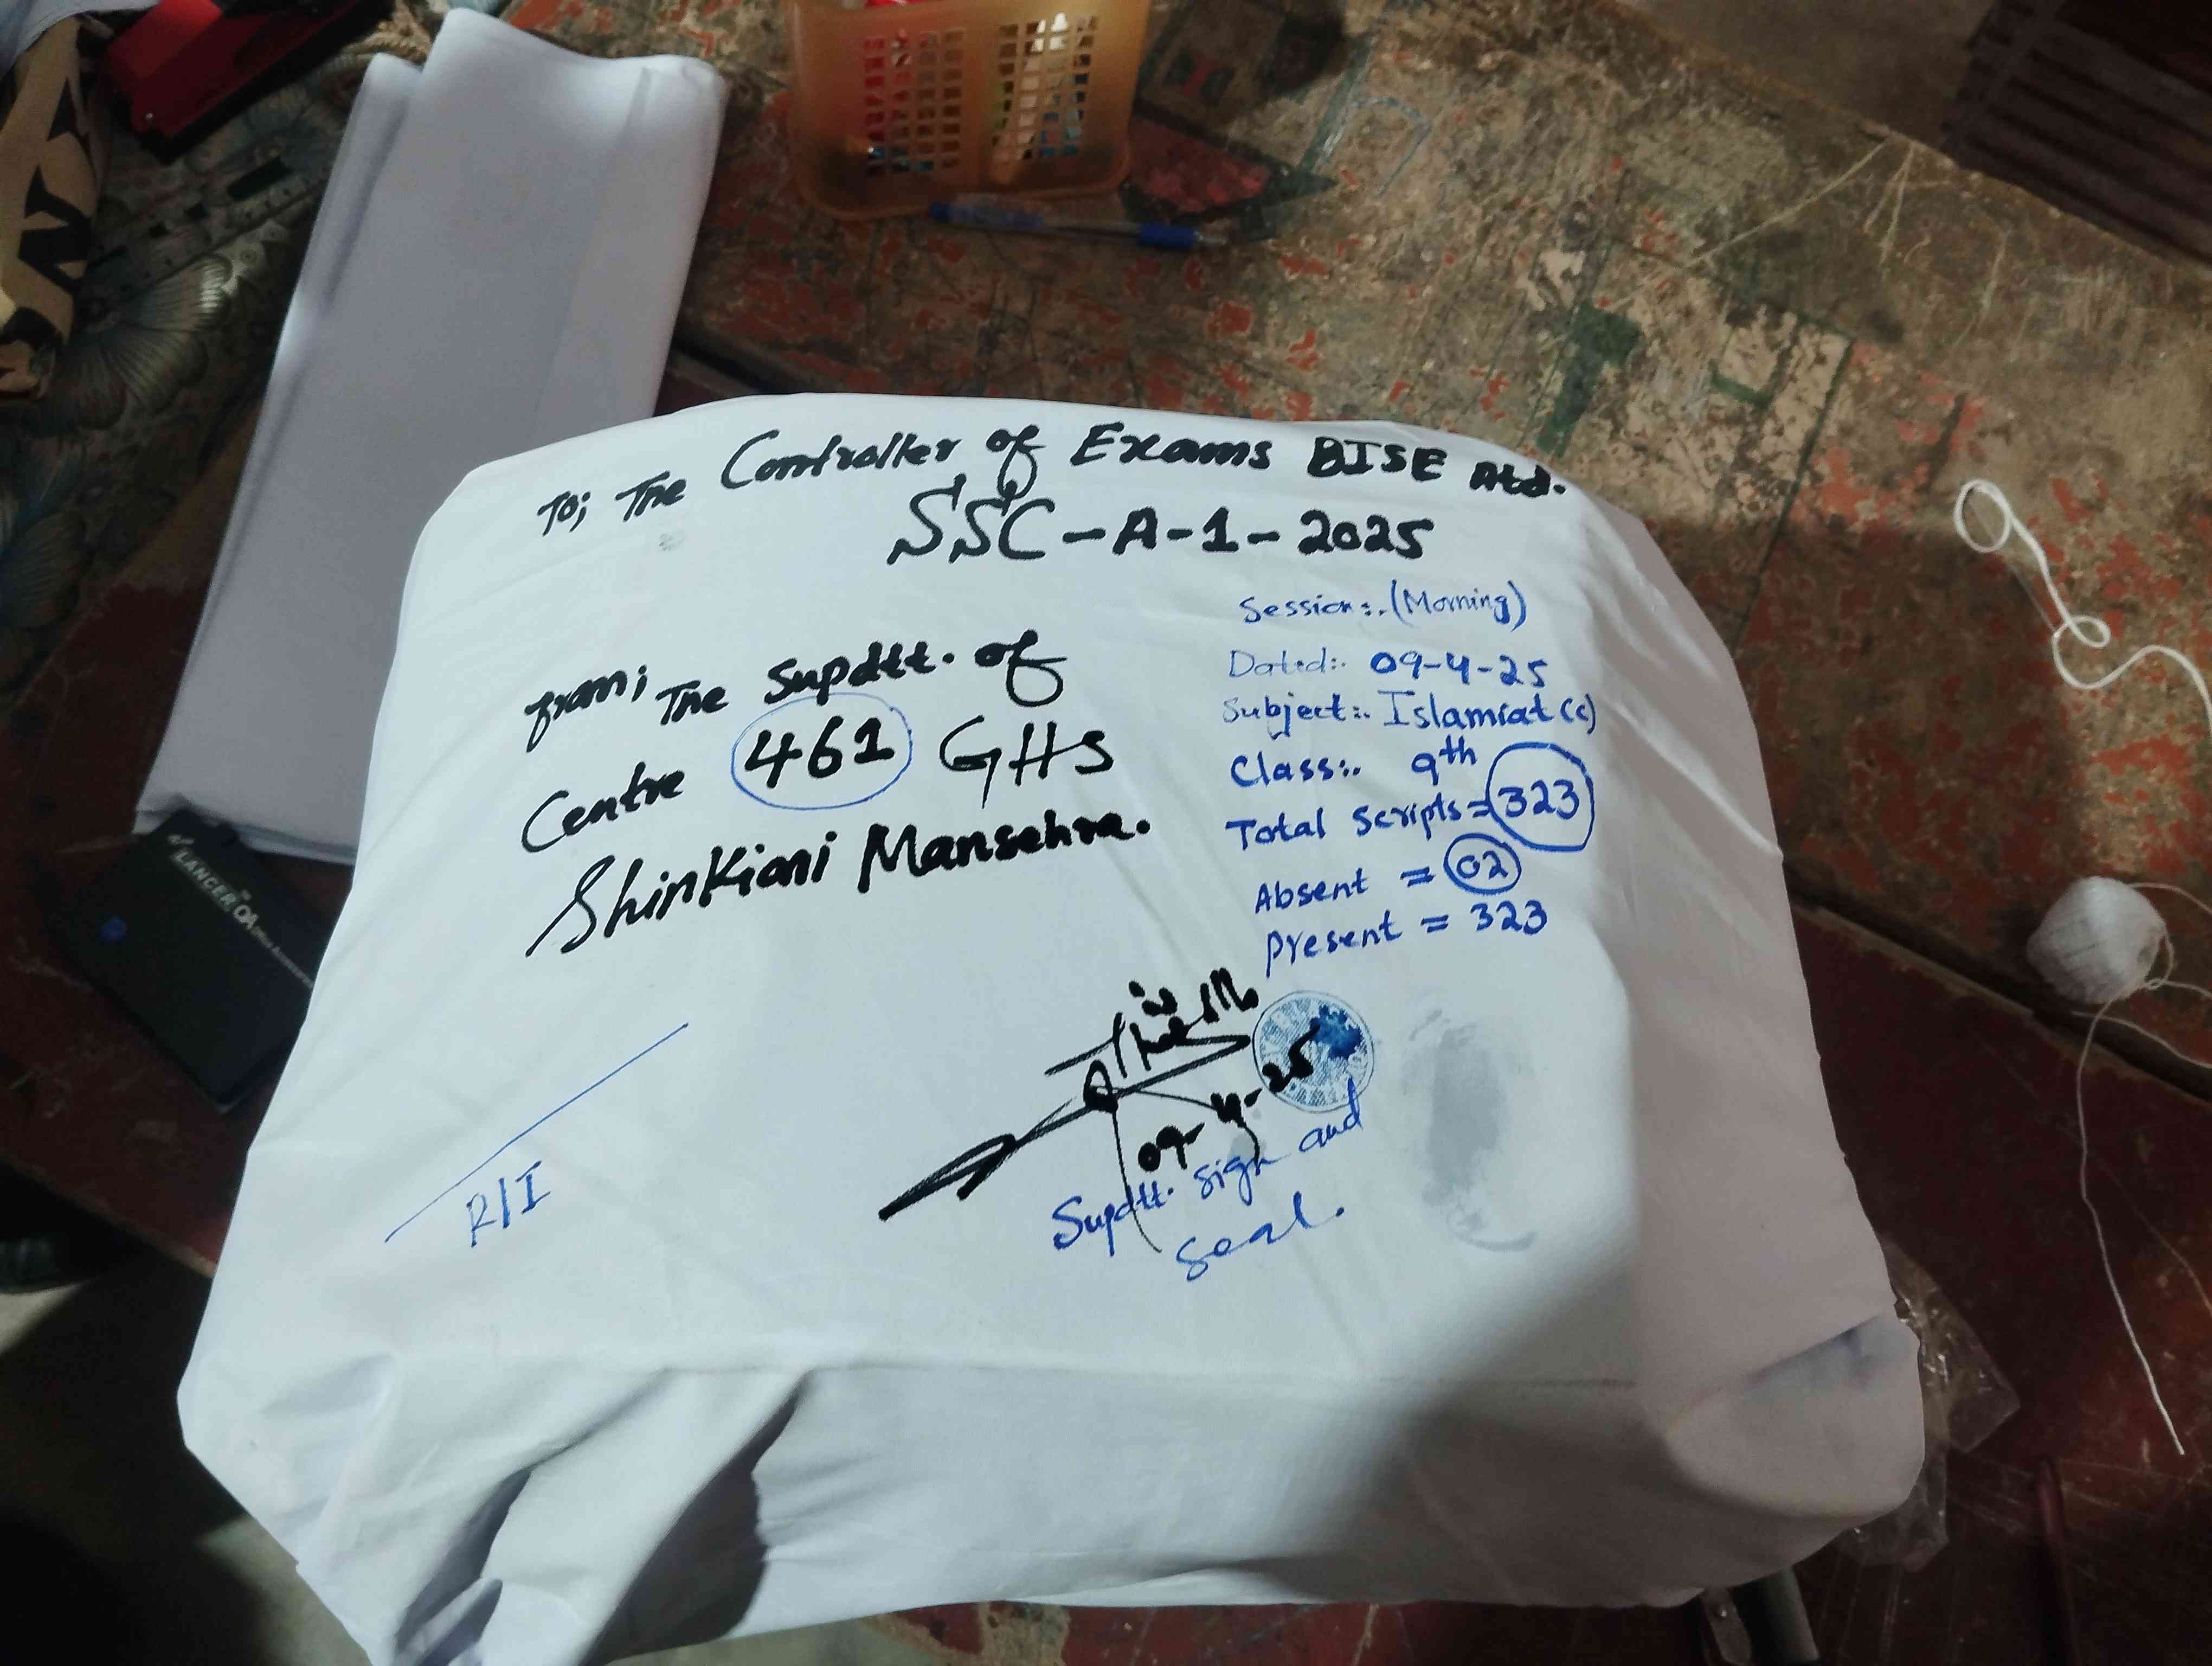 To; The Controller of Exams BISE Atd.
SSC-A-1-2025
from; The Supdtt. of
Centre 461 GHS
Shinkiari Mansehra.
Session:. (Morning)
Dated:. 09-4-25
Subject:. Islamiat (c)
Class:. 9th
Total Scripts = 323
Absent = 02
Present = 323
09-4-25
Supdtt. sign and
seal.
R/I
LANCER